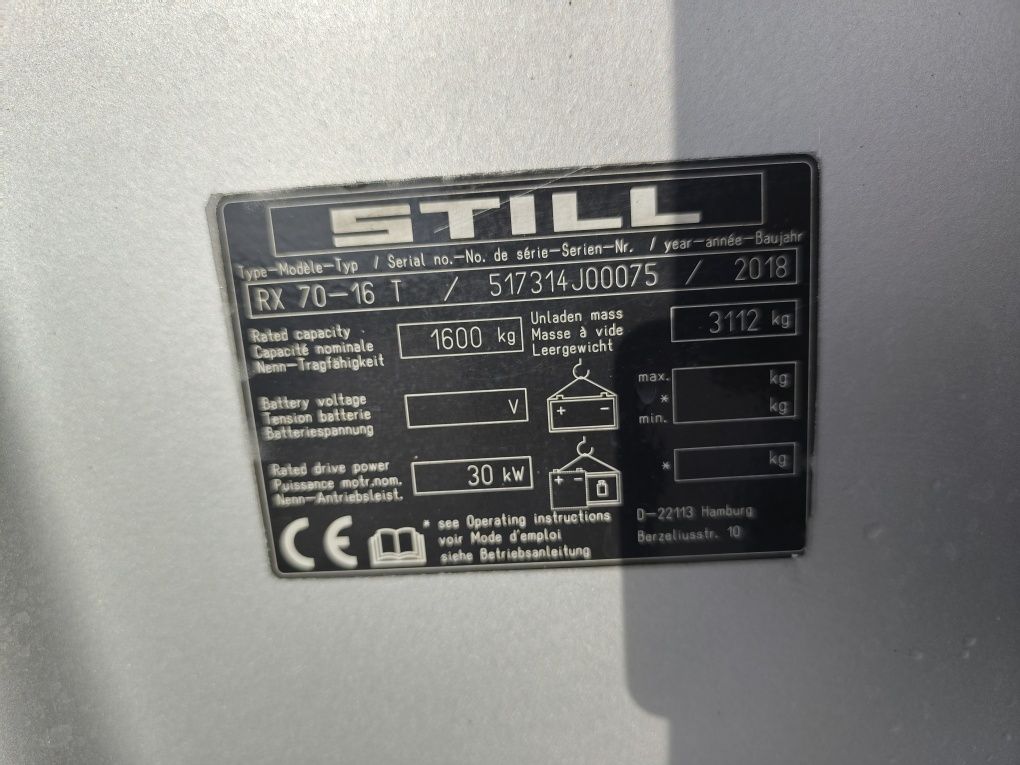 STILL
Type-Modèle-Typ / Serial no.-No. de série-Serien-Nr. / year-année-Baujahr
RX 70-16 T / 517314J00075 / 2018
Rated capacity
Capacité nominale
Nenn-Tragfähigkeit
1600 kg
Unladen mass
Masse à vide
Leergewicht
3112 kg
Battery voltage
Tension batterie
Batteriespannung
V
+ -
max.
*
min.
kg
kg
Rated drive power
Puissance motr.nom.
Nenn-Antriebsleist.
30 kW
+ -
* kg
CE
* see Operating instructions
voir Mode d'emploi
siehe Betriebsanleitung
D-22113 Hamburg
Berzeliusstr. 10